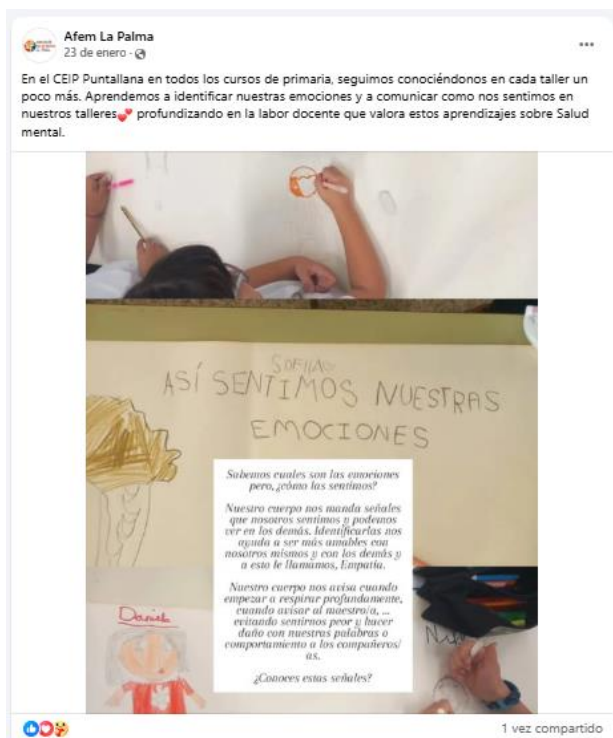 Afem La Palma
23 de enero
En el CEIP Puntallana en todos los cursos de primaria, seguimos conociéndonos en cada taller un
poco más. Aprendemos a identificar nuestras emociones y a comunicar como nos sentimos en
nuestros talleres💕 profundizando en la labor docente que valora estos aprendizajes sobre Salud
mental.
ASÍ SENTIMOS NUESTRAS
EMOCIONES
Sabemos cuales son las emociones
pero, ¿cómo las sentimos?
Nuestro cuerpo nos manda señales
que nosotros sentimos y podemos
ver en los demás. Identificarlas nos
ayuda a ser más amables con
nosotros mismos y con los demás y
a esto le llamamos, Empatía.
Nuestro cuerpo nos avisa cuando
empezar a respirar profundamente,
cuando avisar al maestro/a, ...
evitando sentirnos peor y hacer
daño con nuestras palabras o
comportamiento a los compañeros/
as.
¿Conoces estas señales?
1 vez compartido